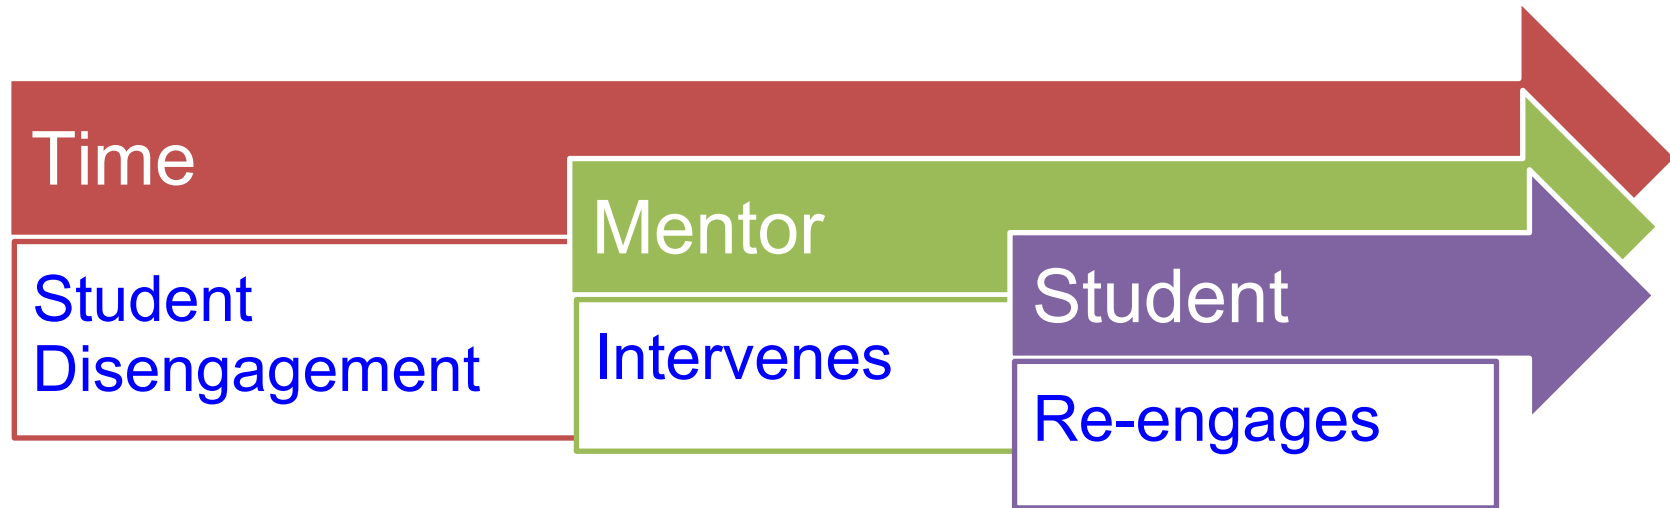 Time
Student
Disengagement
Mentor
Intervenes
Student
Re-engages